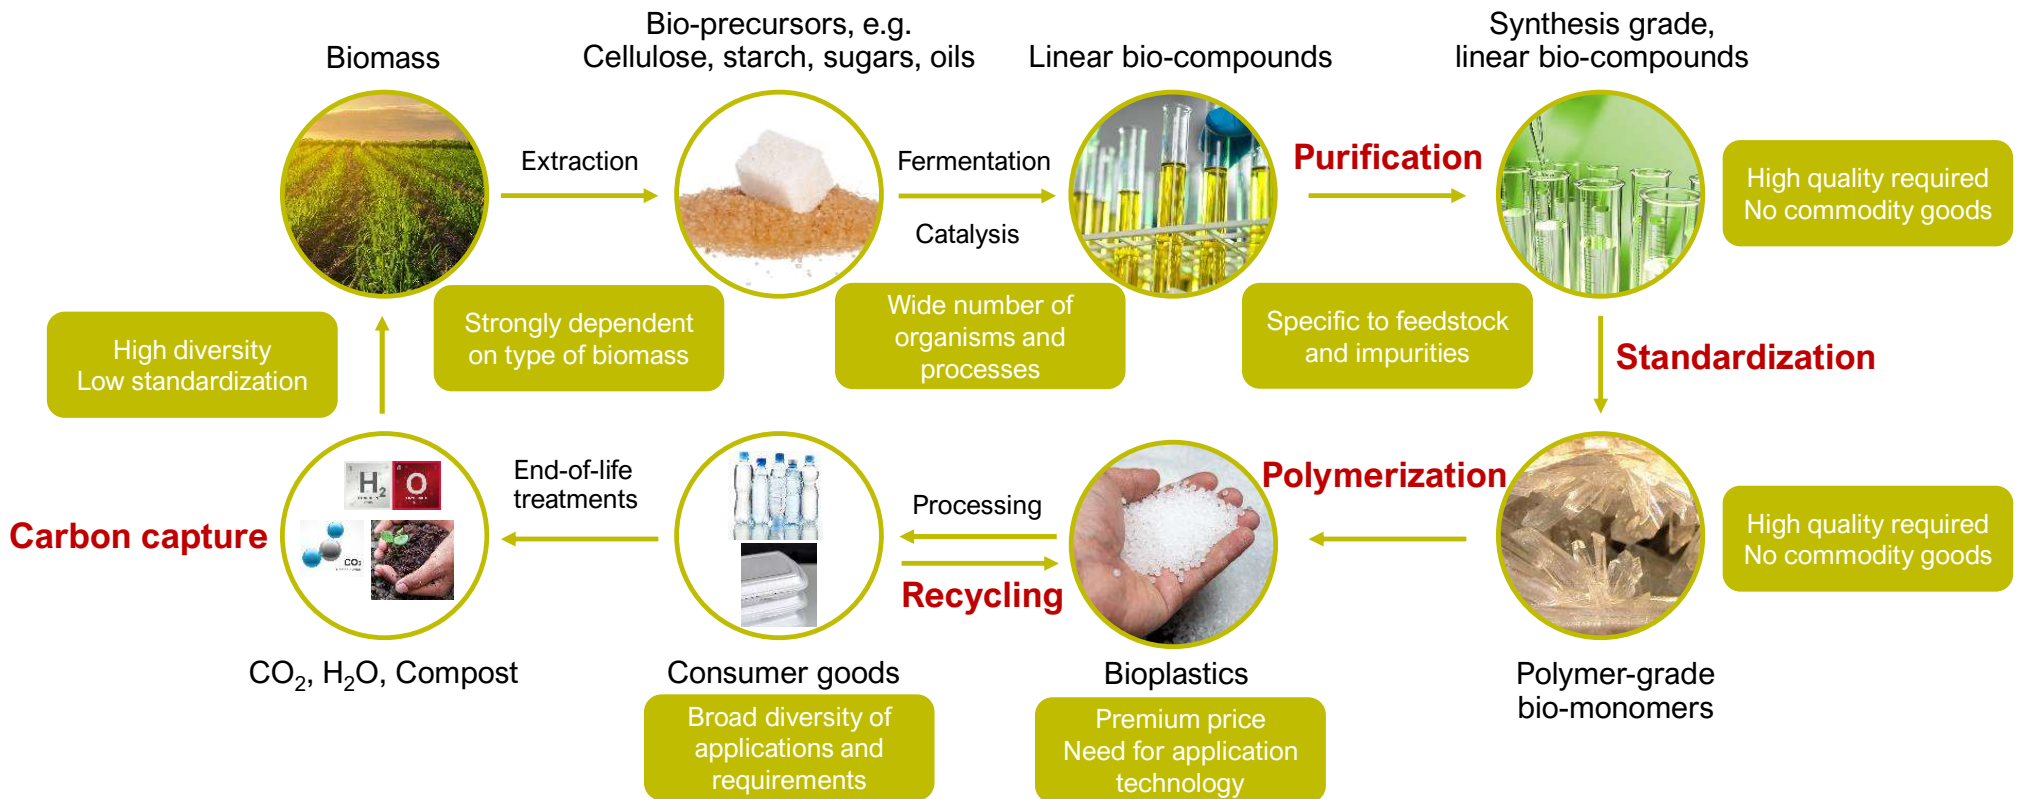 Biomass
Bio-precursors, e.g.
Cellulose, starch, sugars, oils
Linear bio-compounds
Synthesis grade,
linear bio-compounds
Extraction
Fermentation
Catalysis
Purification
High quality required
No commodity goods
High diversity
Low standardization
Strongly dependent
on type of biomass
Wide number of
organisms and
processes
Specific to feedstock
and impurities
Standardization
Carbon capture
H2
O
CO2
End-of-life
treatments
Processing
Recycling
Polymerization
High quality required
No commodity goods
CO2, H2O, Compost
Consumer goods
Bioplastics
Polymer-grade
bio-monomers
Broad diversity of
applications and
requirements
Premium price
Need for application
technology